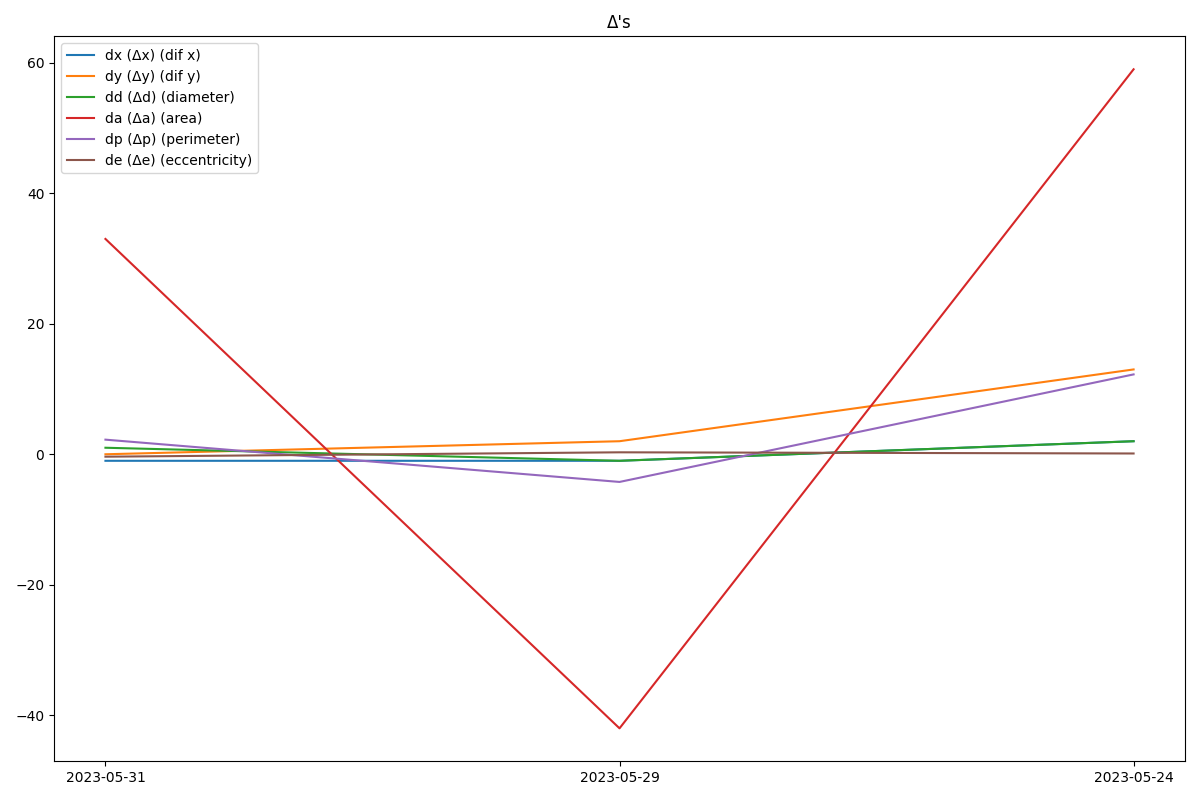 Δ's
dx (Δx) (dif x)
dy (Δy) (dif y)
dd (Δd) (diameter)
da (Δa) (area)
dp (Δp) (perimeter)
de (Δe) (eccentricity)
60
40
20
0
−20
−40
2023-05-31 2023-05-29 2023-05-24